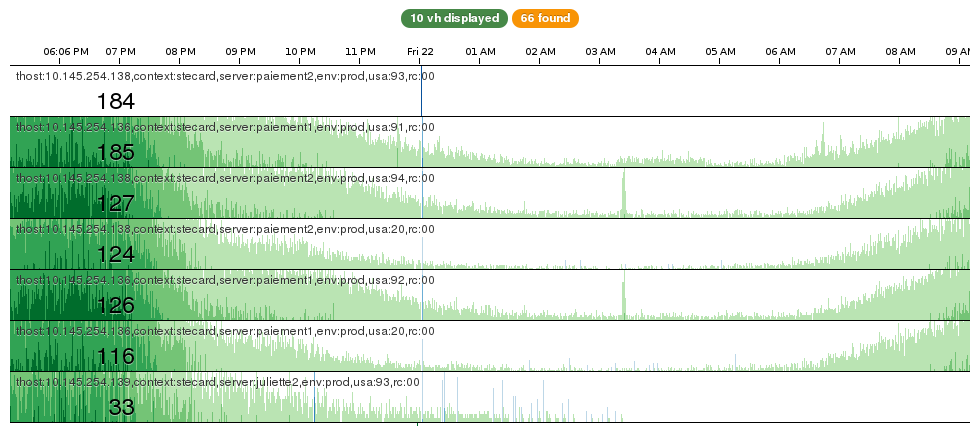 10 vh displayed 66 found
06:06 PM 07 PM 08 PM 09 PM 10 PM 11 PM Fri 22 01 AM 02 AM 03 AM 04 AM 05 AM 06 AM 07 AM 08 AM 09 AM
thost:10.145.254.138,context:stecard,server:paiement2,env:prod,usa:93,rc:00
184
thost:10.145.254.136,context:stecard,server:paiement1,env:prod,usa:91,rc:00
185
thost:10.145.254.138,context:stecard,server:paiement2,env:prod,usa:94,rc:00
127
thost:10.145.254.138,context:stecard,server:paiement2,env:prod,usa:20,rc:00
124
thost:10.145.254.136,context:stecard,server:paiement1,env:prod,usa:92,rc:00
126
thost:10.145.254.136,context:stecard,server:paiement1,env:prod,usa:20,rc:00
116
thost:10.145.254.139,context:stecard,server:juliette2,env:prod,usa:93,rc:00
33